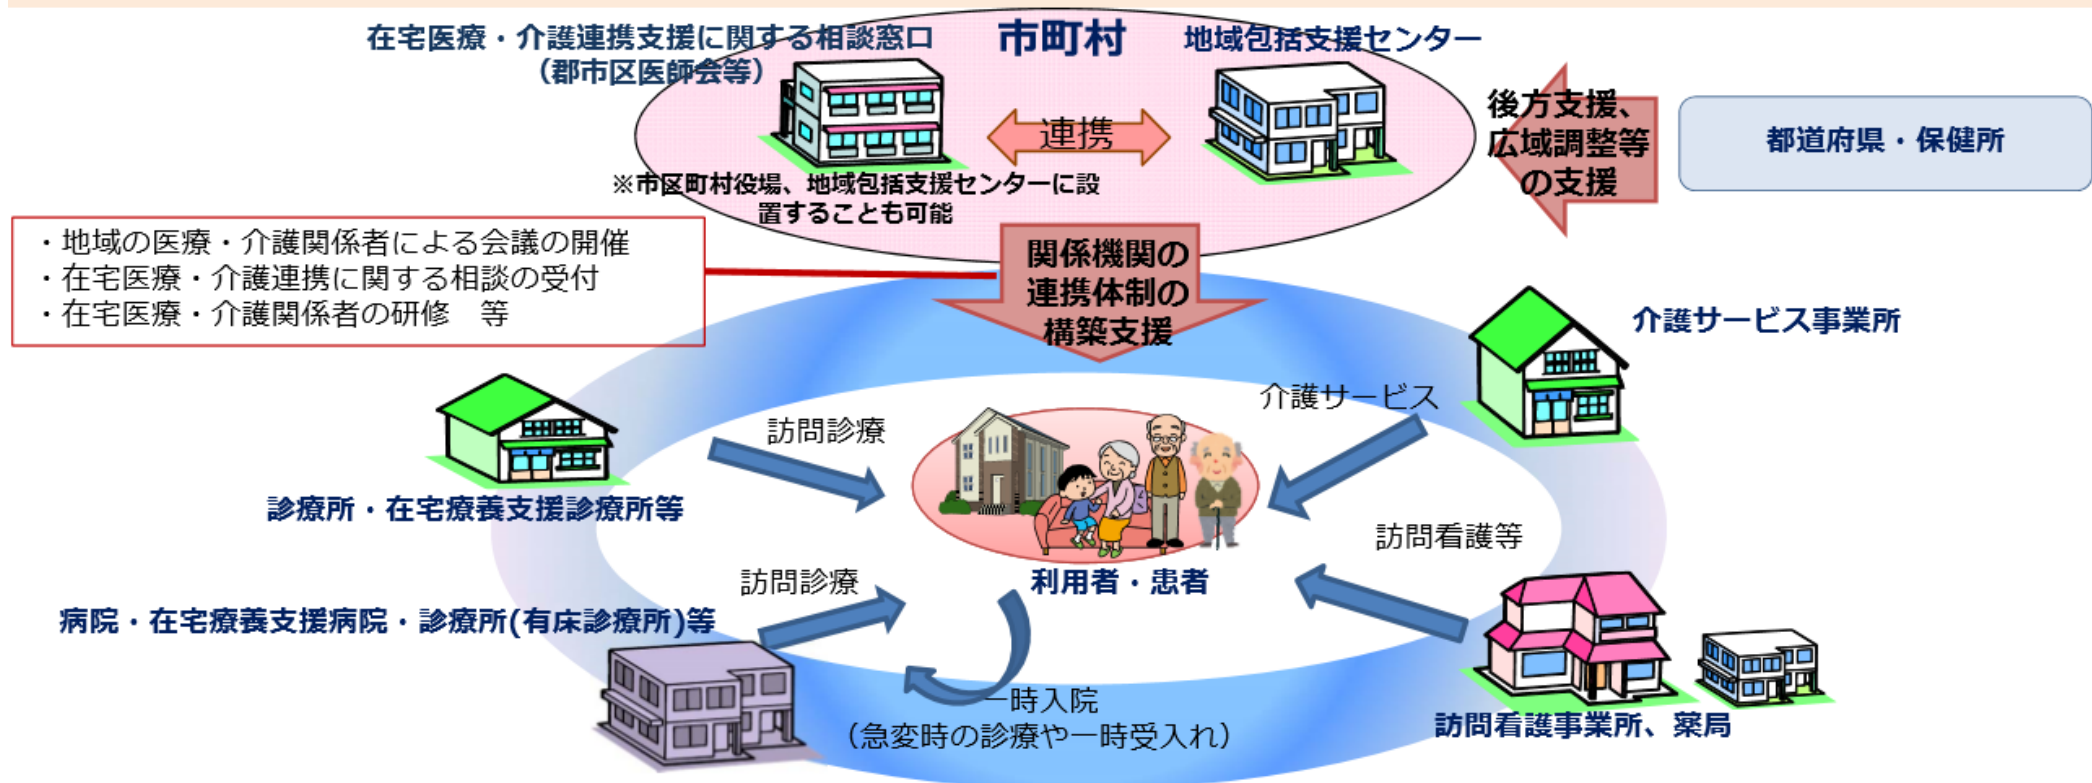 在宅医療・介護連携支援に関する相談窓口
（郡市区医師会等）
市町村
地域包括支援センター
連携
※市区町村役場、地域包括支援センターに設
置することも可能
後方支援、
広域調整等
の支援
都道府県・保健所
・地域の医療・介護関係者による会議の開催
・在宅医療・介護連携に関する相談の受付
・在宅医療・介護関係者の研修　等
関係機関の
連携体制の
構築支援
介護サービス事業所
介護サービス
訪問診療
診療所・在宅療養支援診療所等
訪問看護等
利用者・患者
訪問診療
病院・在宅療養支援病院・診療所(有床診療所)等
一時入院
（急変時の診療や一時受入れ）
訪問看護事業所、薬局